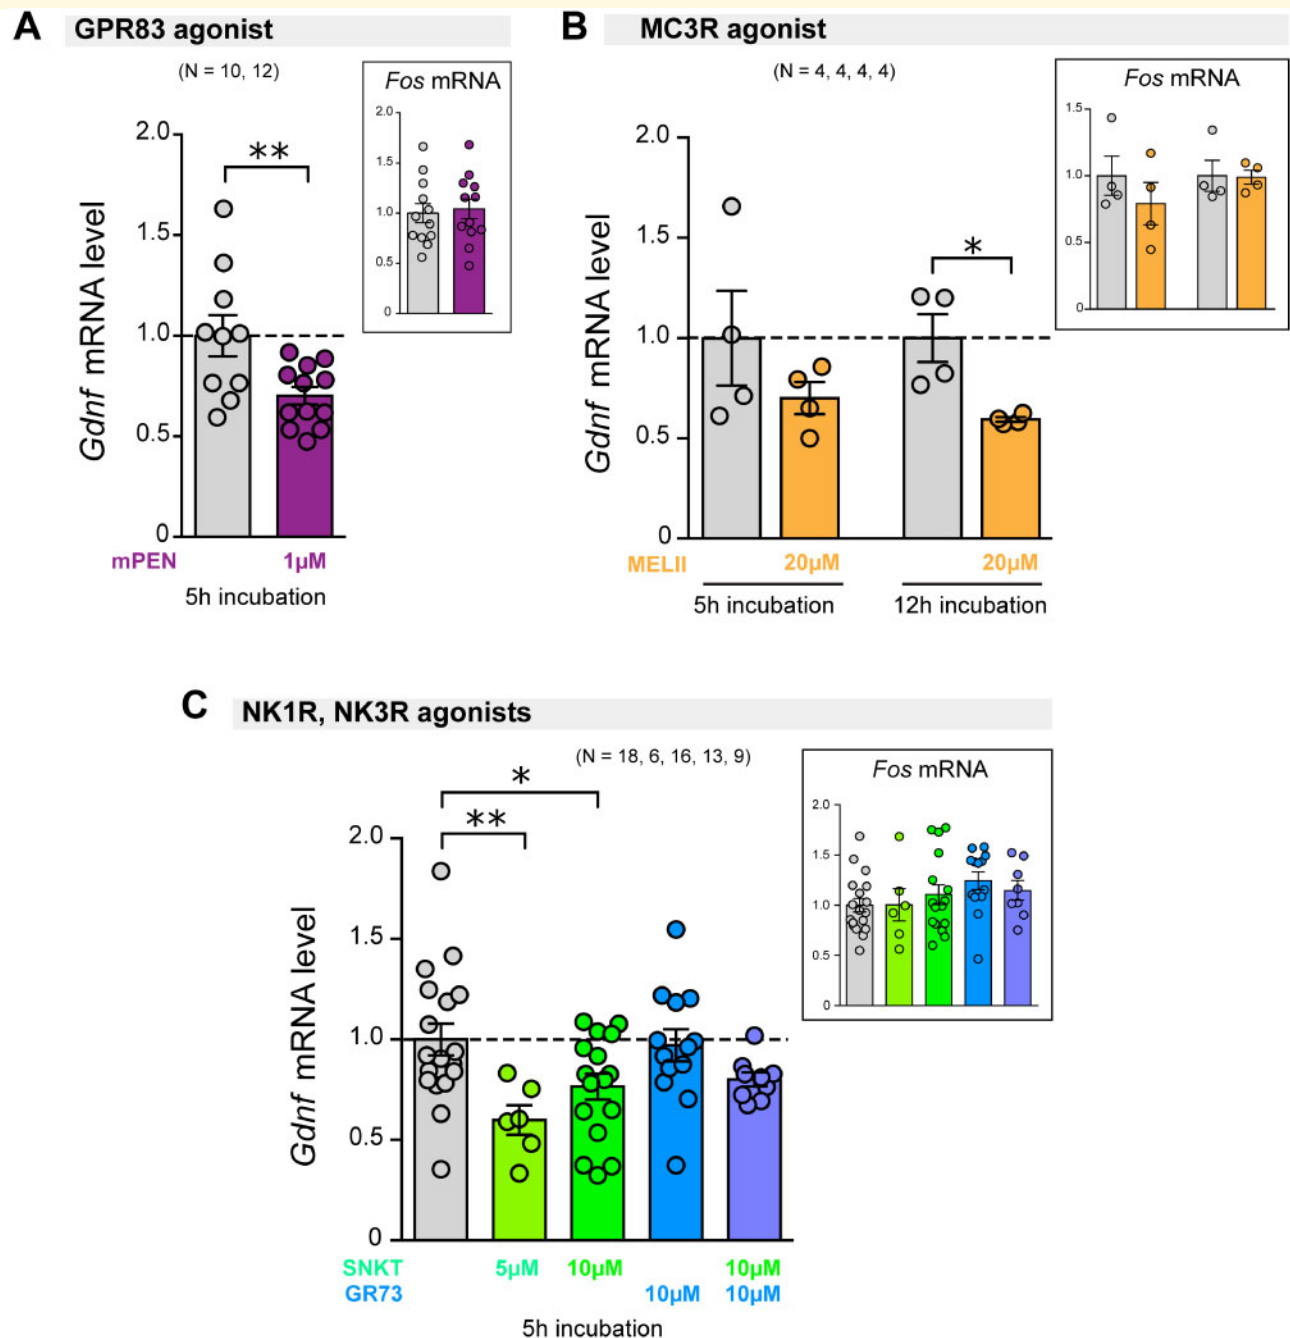 A GPR83 agonist
(N = 10, 12)
Fos mRNA
2.0
1.5
1.0
0.5
0
**
2.0
1.5
1.0
0.5
0
Gdnf mRNA level
mPEN 1µM
5h incubation
B MC3R agonist
(N = 4, 4, 4, 4)
Fos mRNA
1.5
1.0
0.5
0
*
2.0
1.5
1.0
0.5
0
Gdnf mRNA level
MELII 20µM 20µM
5h incubation 12h incubation
C NK1R, NK3R agonists
(N = 18, 6, 16, 13, 9)
Fos mRNA
2.0
1.5
1.0
0.5
0
*
**
2.0
1.5
1.0
0.5
0
Gdnf mRNA level
SNKT 5µM 10µM 10µM
GR73 10µM 10µM
5h incubation